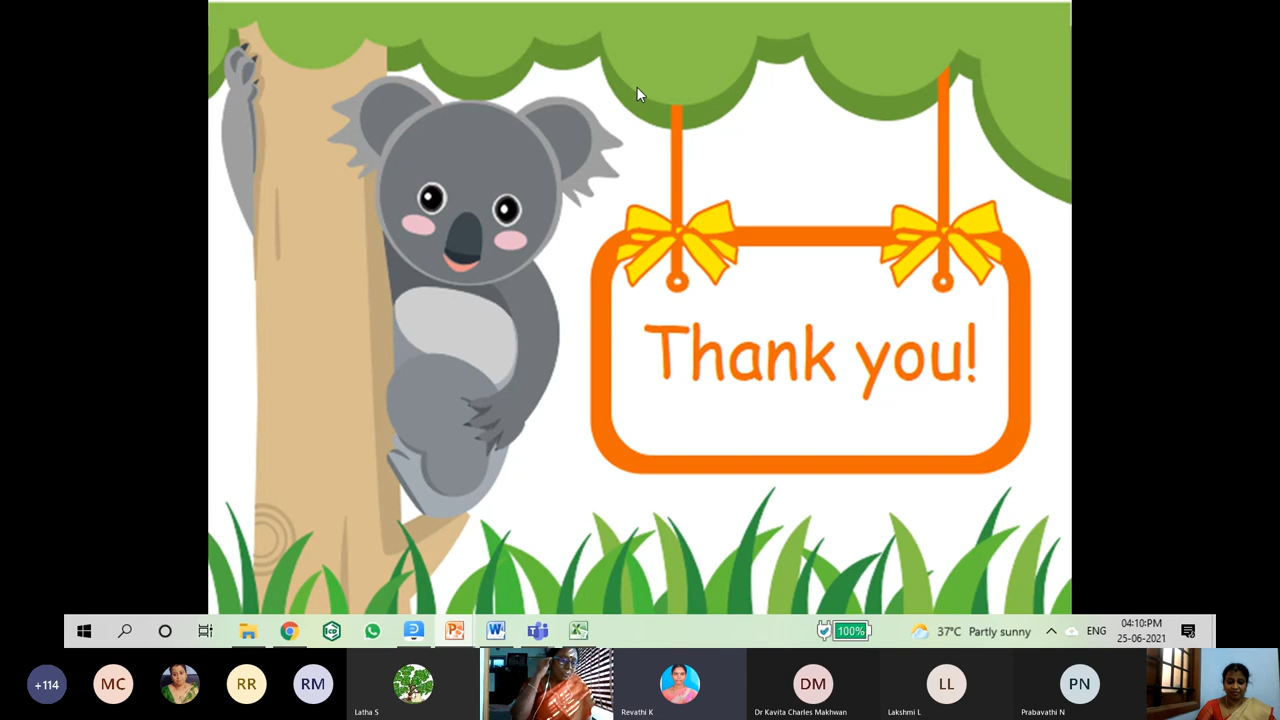 Thank you!
100%
37°C Partly sunny
ENG
04:10:PM
25-06-2021
+114
MC
RR
RM
Latha S
Revathi K
DM
Dr Kavita Charles Makhwan
LL
Lakshmi L
PN
Prabavathi N